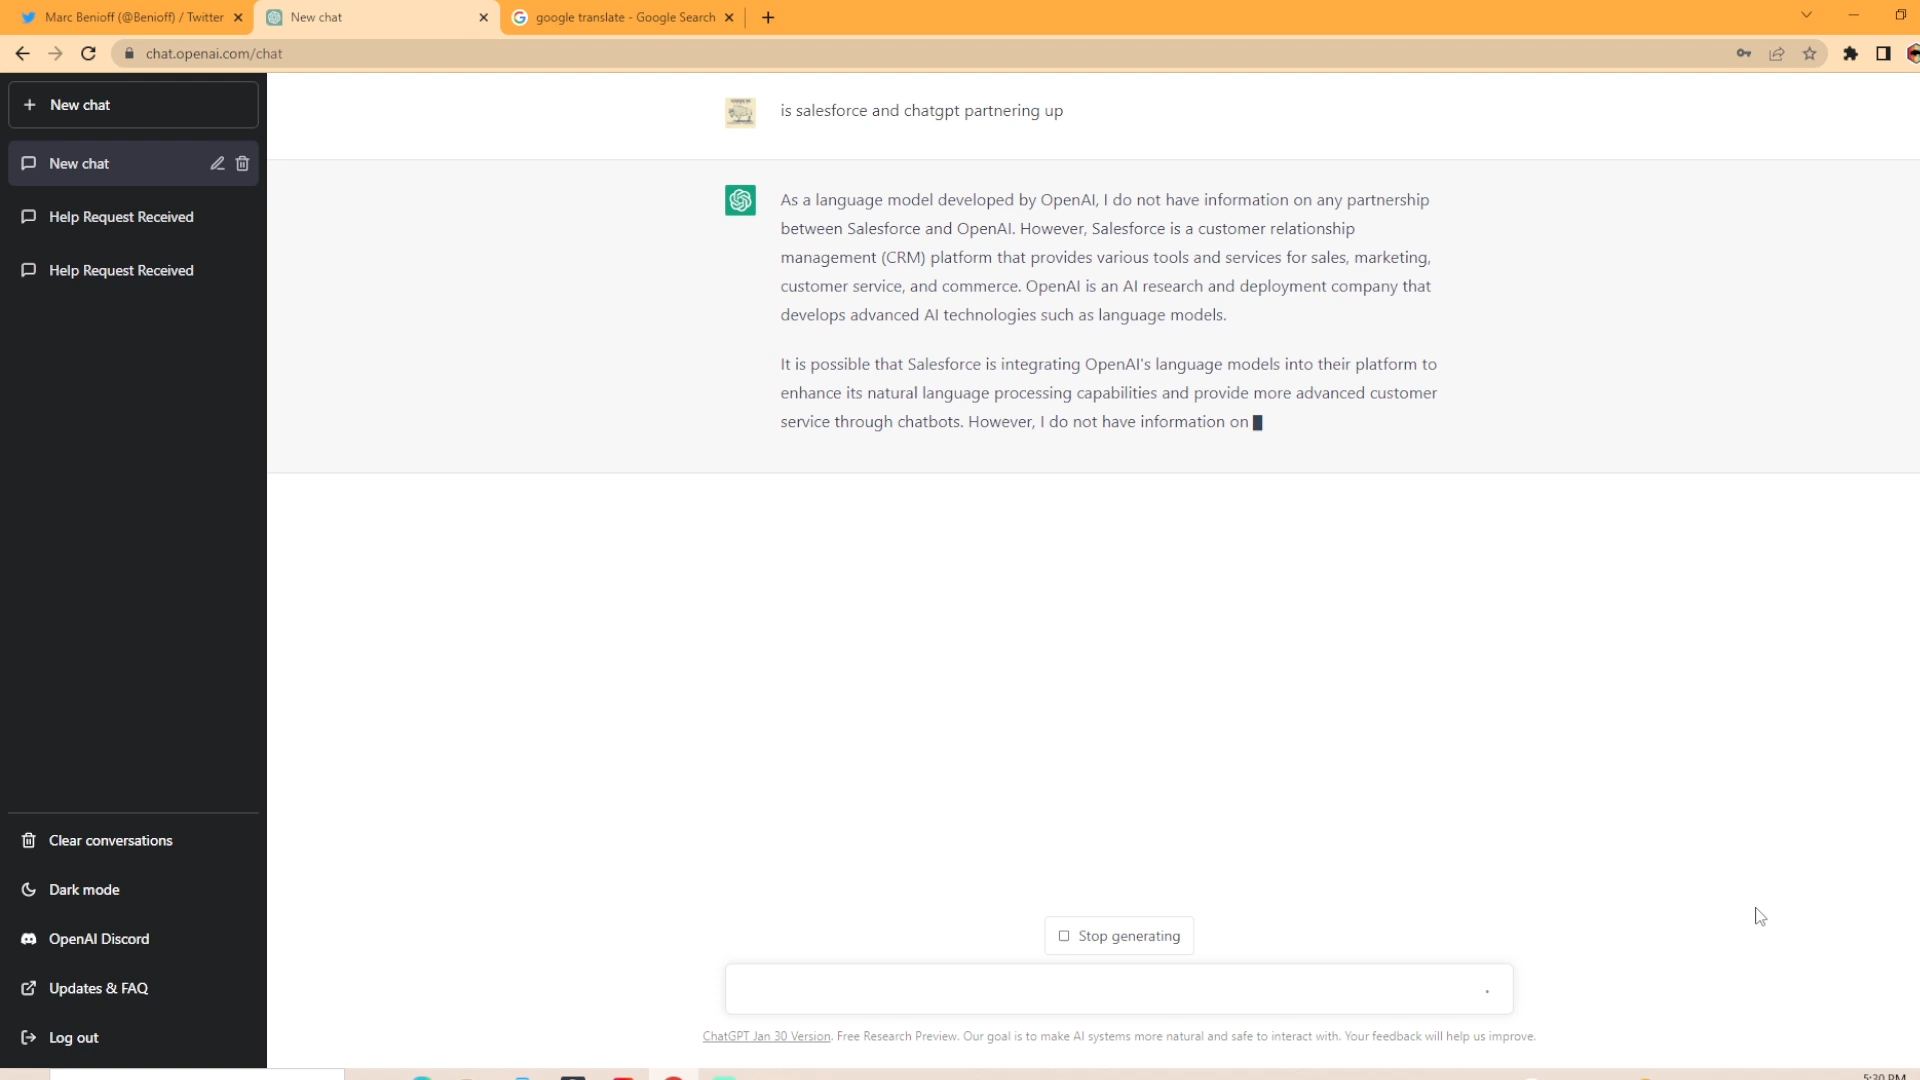 Marc Benioff (@Benioff) / Twitter
New chat
google translate - Google Search
chat.openai.com/chat
New chat
New chat
Help Request Received
Help Request Received
Clear conversations
Dark mode
OpenAI Discord
Updates & FAQ
Log out
is salesforce and chatgpt partnering up
As a language model developed by OpenAI, I do not have information on any partnership
between Salesforce and OpenAI. However, Salesforce is a customer relationship
management (CRM) platform that provides various tools and services for sales, marketing,
customer service, and commerce. OpenAI is an AI research and deployment company that
develops advanced AI technologies such as language models.
It is possible that Salesforce is integrating OpenAI's language models into their platform to
enhance its natural language processing capabilities and provide more advanced customer
service through chatbots. However, I do not have information on
Stop generating
ChatGPT Jan 30 Version. Free Research Preview. Our goal is to make AI systems more natural and safe to interact with. Your feedback will help us improve.
5:30 PM